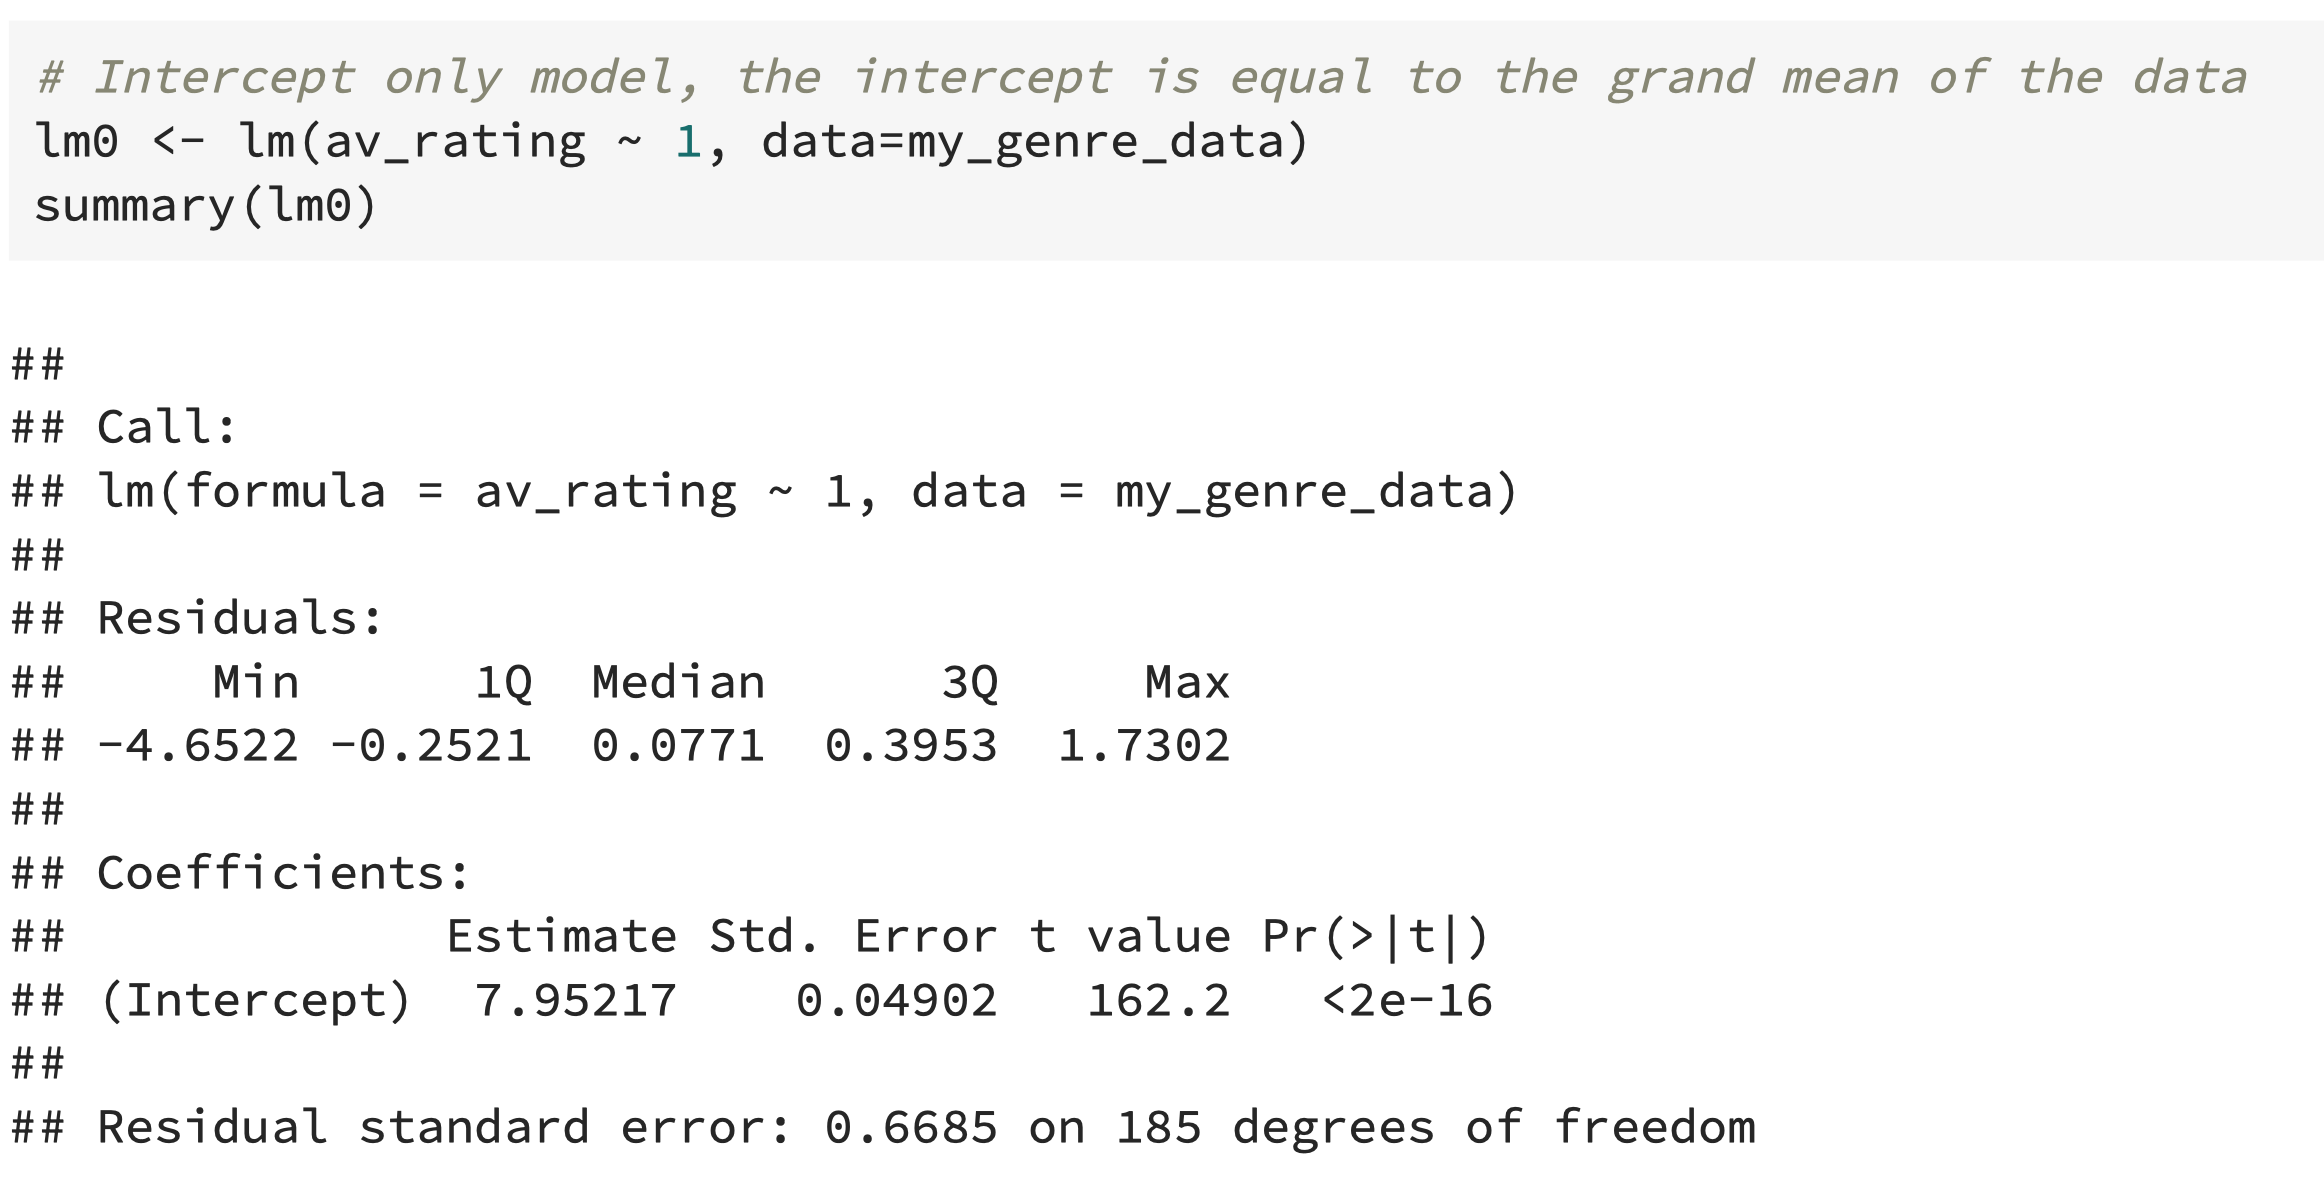 # Intercept only model, the intercept is equal to the grand mean of the data
lm0 <- lm(av_rating ~ 1, data=my_genre_data)
summary(lm0)
##
## Call:
## lm(formula = av_rating ~ 1, data = my_genre_data)
##
## Residuals:
##     Min      1Q  Median      3Q     Max
## -4.6522 -0.2521  0.0771  0.3953  1.7302
##
## Coefficients:
##             Estimate Std. Error t value Pr(>|t|)
## (Intercept)  7.95217    0.04902   162.2   <2e-16
##
## Residual standard error: 0.6685 on 185 degrees of freedom